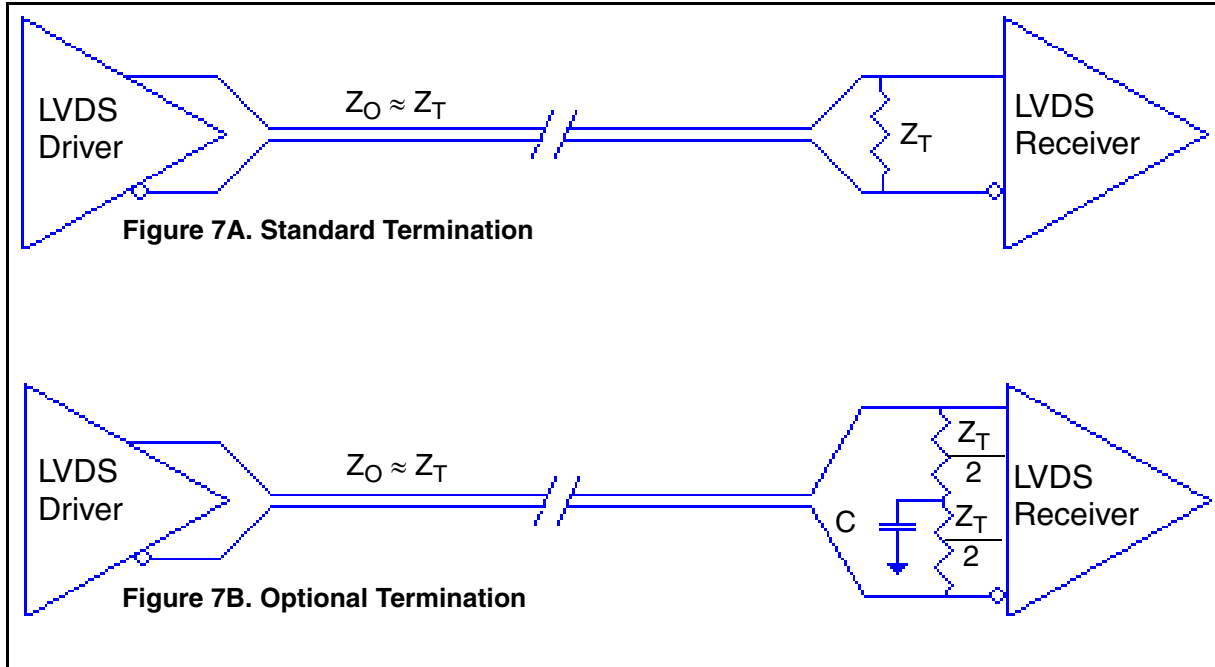 LVDS
Driver
Z_O ≈ Z_T
Z_T
LVDS
Receiver
Figure 7A. Standard Termination
LVDS
Driver
Z_O ≈ Z_T
C
Z_T
2
Z_T
2
LVDS
Receiver
Figure 7B. Optional Termination